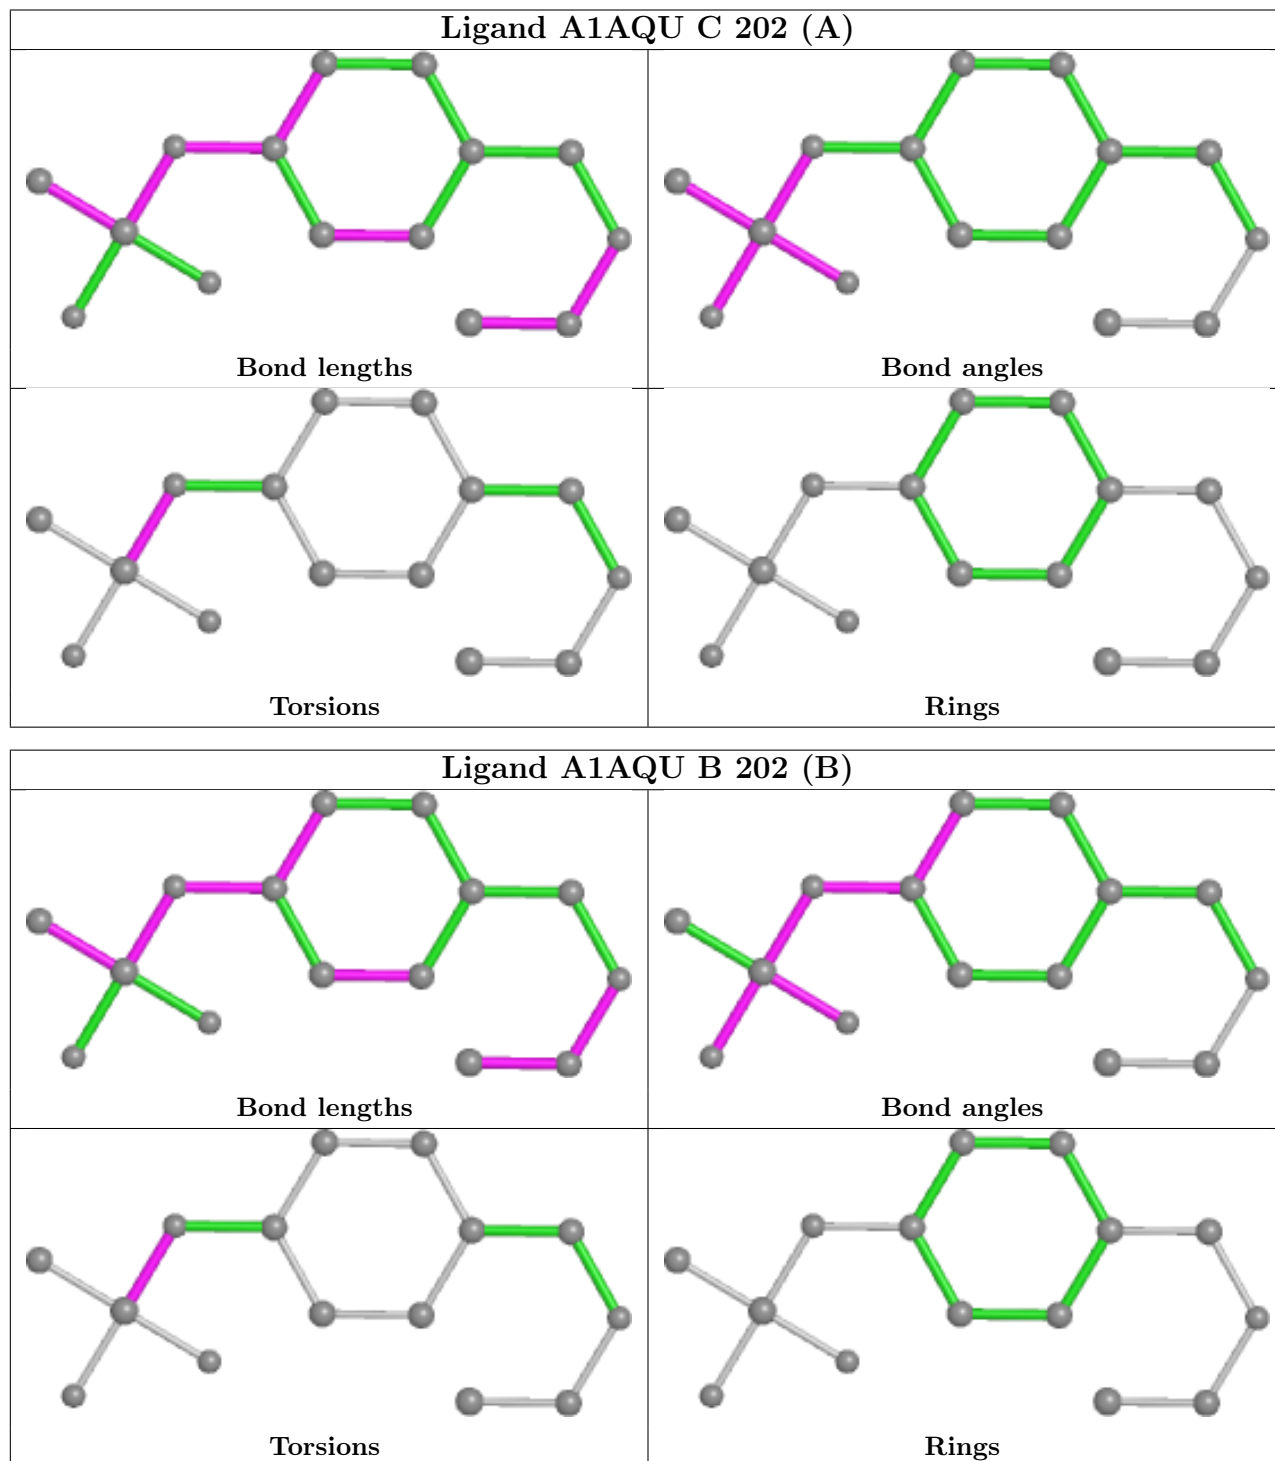 Ligand A1AQU C 202 (A)
Bond lengths
Bond angles
Torsions
Rings
Ligand A1AQU B 202 (B)
Bond lengths
Bond angles
Torsions
Rings